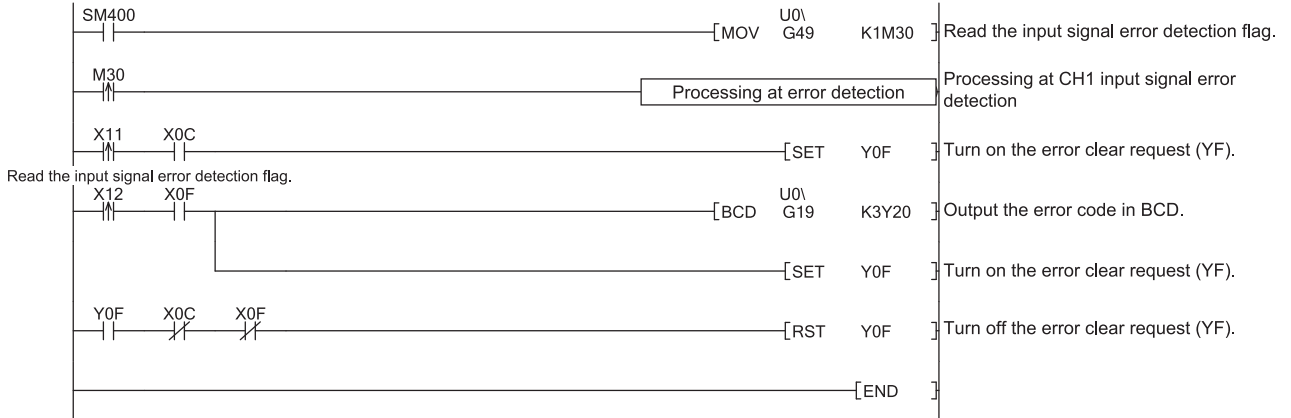 SM400
[MOV U0\ G49 K1M30 ] Read the input signal error detection flag.
M30
Processing at error detection
Processing at CH1 input signal error
detection
X11 X0C
[SET Y0F ] Turn on the error clear request (YF).
Read the input signal error detection flag.
X12 X0F
[BCD U0\ G19 K3Y20 ] Output the error code in BCD.
[SET Y0F ] Turn on the error clear request (YF).
Y0F X0C X0F
[RST Y0F ] Turn off the error clear request (YF).
[END ]